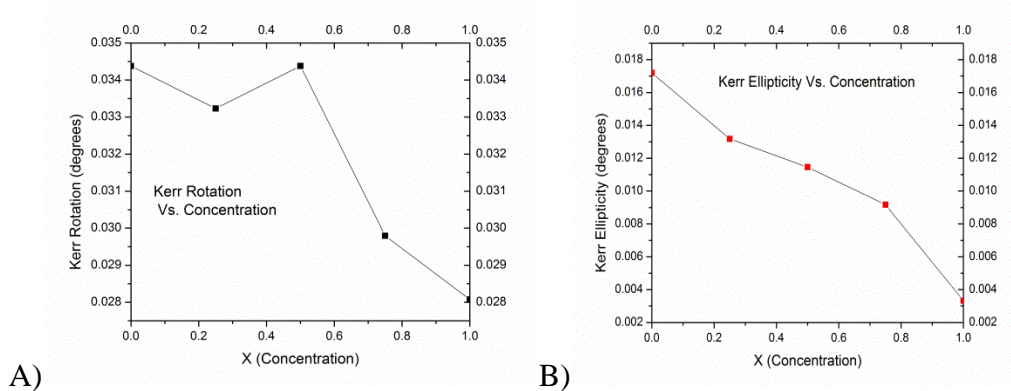 0.0 0.2 0.4 0.6 0.8 1.0
0.035 0.035
0.034 0.034
0.033 0.033
0.032 0.032
0.031 0.031
0.030 0.030
0.029 0.029
0.028 0.028
Kerr Rotation (degrees)
Kerr Rotation
Vs. Concentration
0.0 0.2 0.4 0.6 0.8 1.0
X (Concentration)
A)
0.0 0.2 0.4 0.6 0.8 1.0
0.018 0.018
0.016 0.016
0.014 0.014
0.012 0.012
0.010 0.010
0.008 0.008
0.006 0.006
0.004 0.004
0.002 0.002
Kerr Ellipticity (degrees)
Kerr Ellipticity Vs. Concentration
0.0 0.2 0.4 0.6 0.8 1.0
X (Concentration)
B)